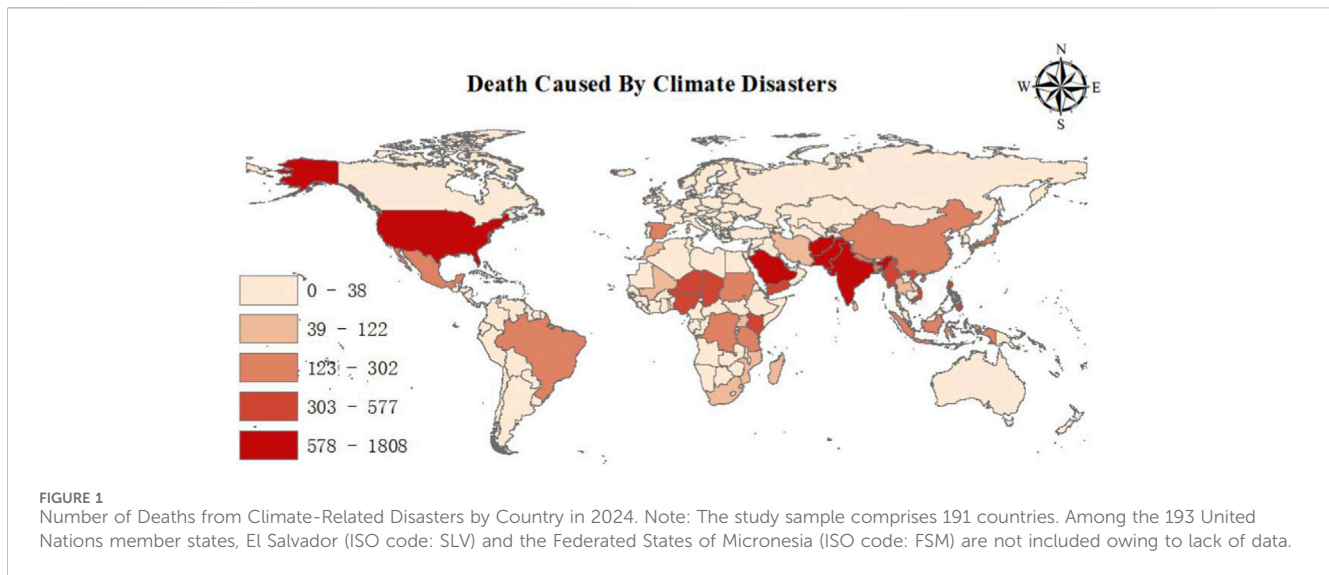 N
Death Caused By Climate Disasters
W E
S
0 – 38
39 – 122
123 – 302
303 – 577
578 – 1808
FIGURE 1
Number of Deaths from Climate-Related Disasters by Country in 2024. Note: The study sample comprises 191 countries. Among the 193 United
Nations member states, El Salvador (ISO code: SLV) and the Federated States of Micronesia (ISO code: FSM) are not included owing to lack of data.